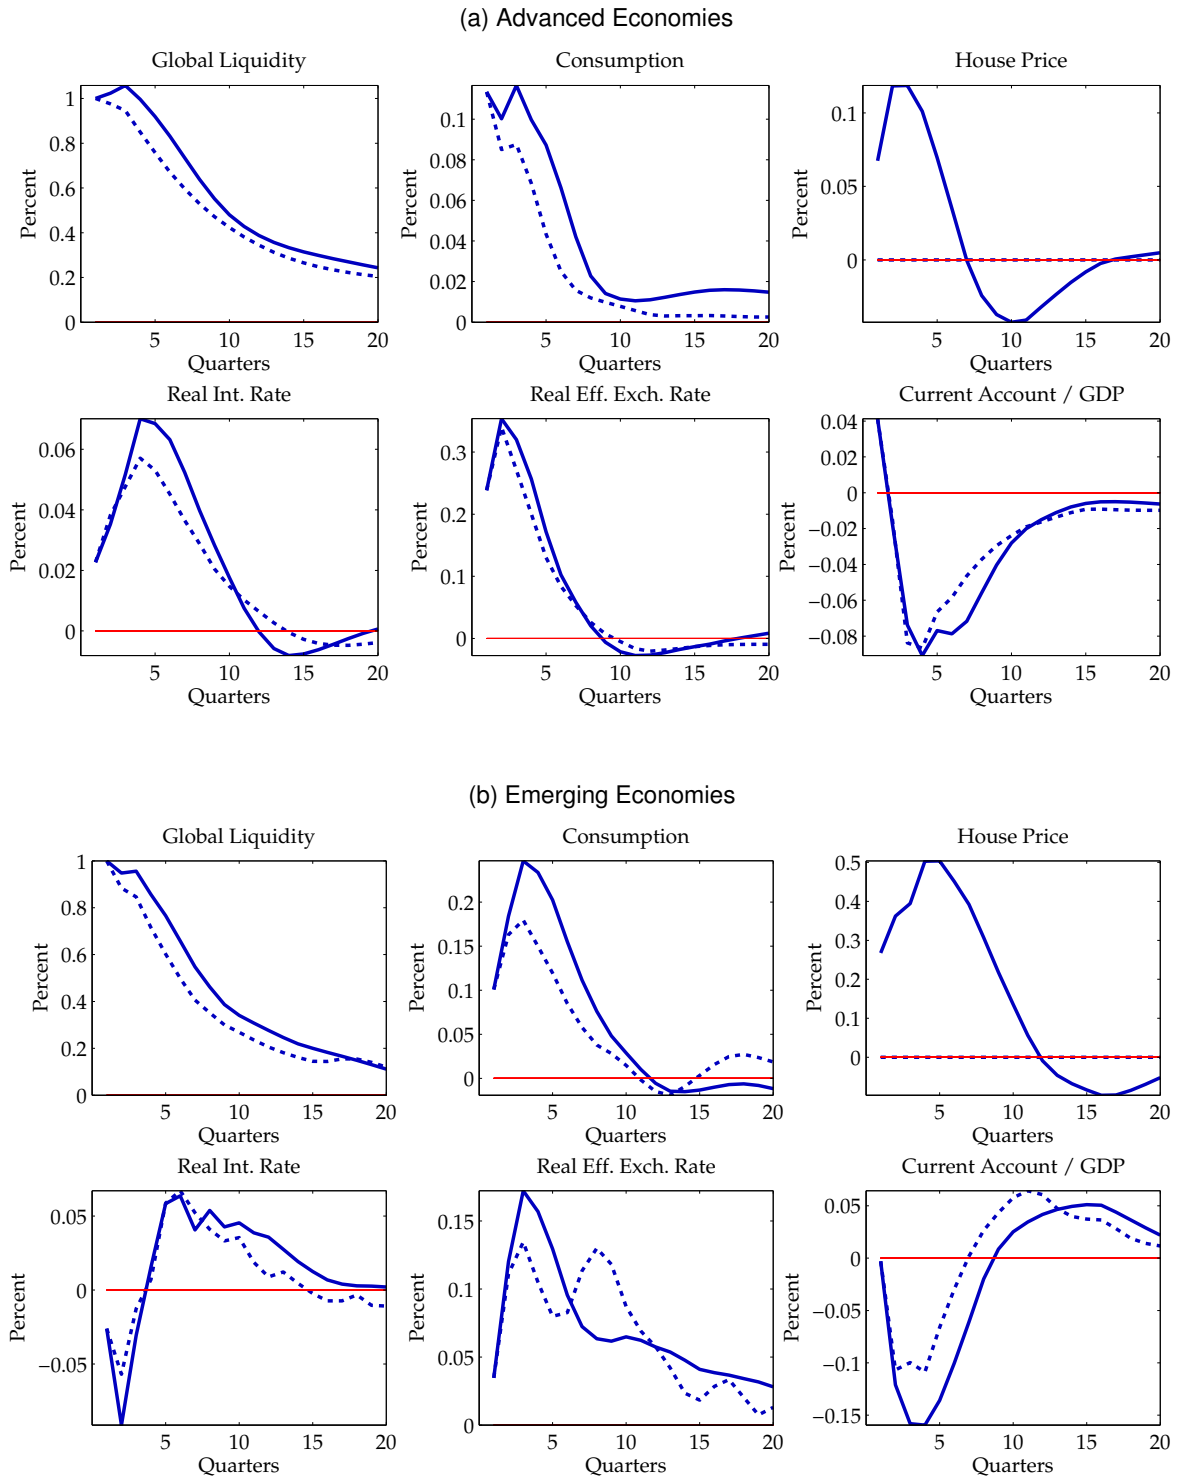 (a) Advanced Economies
Global Liquidity
Consumption
House Price
Percent
1
0.8
0.6
0.4
0.2
0
5
10
15
20
Quarters
Percent
0.1
0.08
0.06
0.04
0.02
0
5
10
15
20
Quarters
Percent
0.1
0.05
0
5
10
15
20
Quarters
Real Int. Rate
Real Eff. Exch. Rate
Current Account / GDP
Percent
0.06
0.04
0.02
0
5
10
15
20
Quarters
Percent
0.3
0.2
0.1
0
5
10
15
20
Quarters
Percent
0.04
0.02
0
−0.02
−0.04
−0.06
−0.08
5
10
15
20
Quarters
(b) Emerging Economies
Global Liquidity
Consumption
House Price
Percent
1
0.8
0.6
0.4
0.2
0
5
10
15
20
Quarters
Percent
0.2
0.15
0.1
0.05
0
5
10
15
20
Quarters
Percent
0.5
0.4
0.3
0.2
0.1
0
5
10
15
20
Quarters
Real Int. Rate
Real Eff. Exch. Rate
Current Account / GDP
Percent
0.05
0
−0.05
5
10
15
20
Quarters
Percent
0.15
0.1
0.05
0
5
10
15
20
Quarters
Percent
0.05
0
−0.05
−0.1
−0.15
5
10
15
20
Quarters